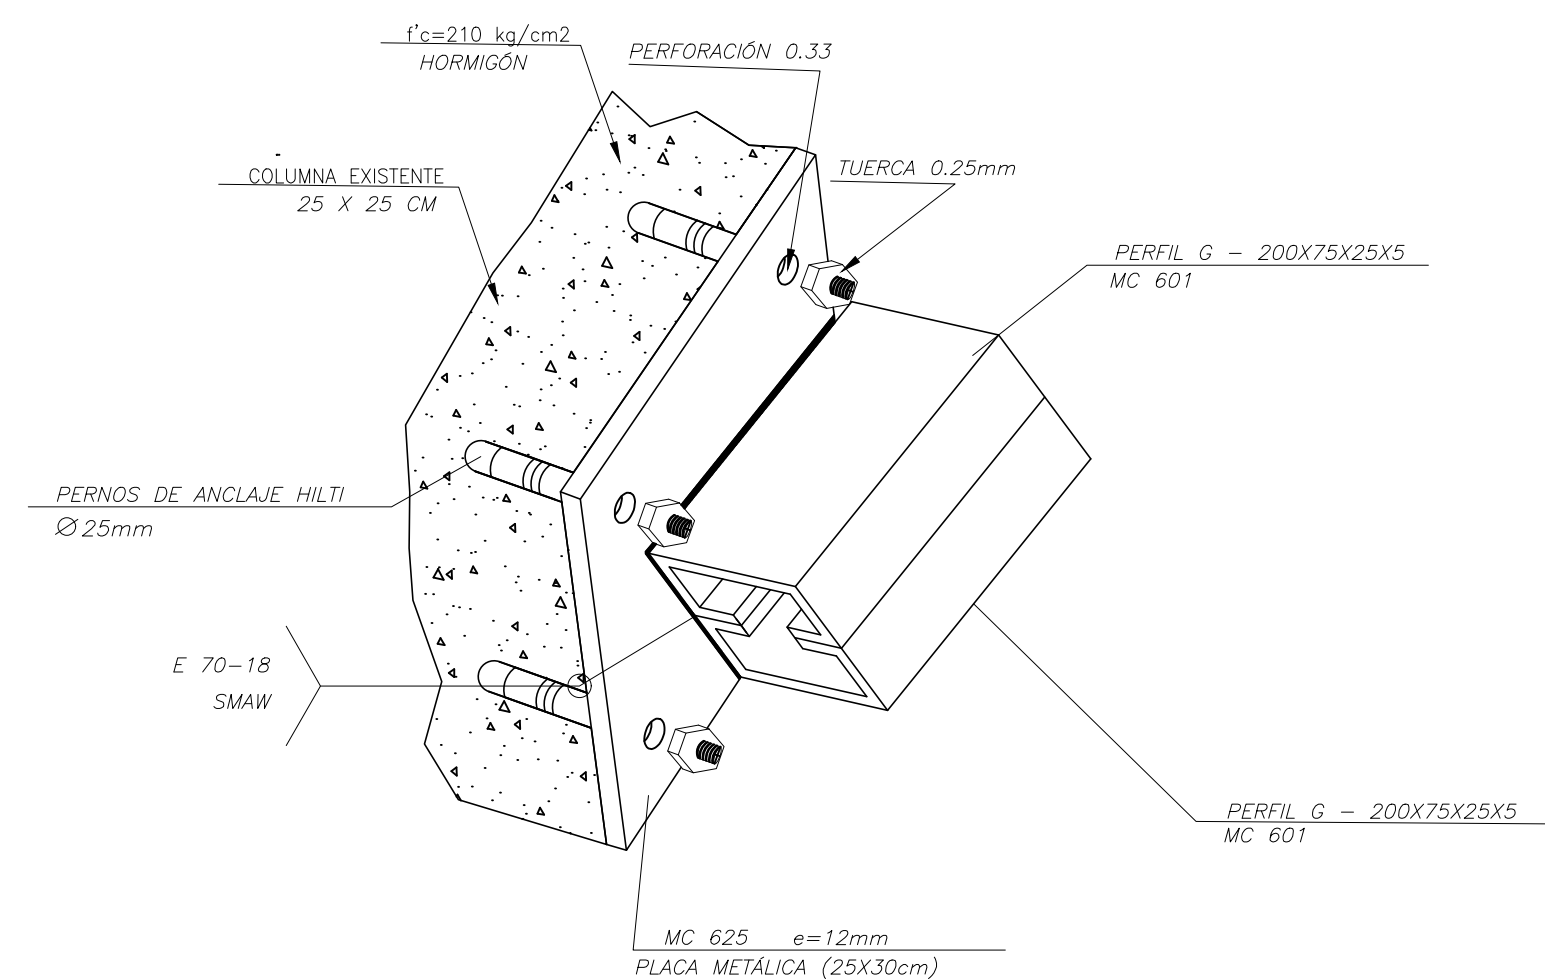 f'c=210 kg/cm2
HORMIGÓN
PERFORACIÓN 0.33
COLUMNA EXISTENTE
25 X 25 CM
TUERCA 0.25mm
PERFIL G - 200X75X25X5
MC 601
PERNOS DE ANCLAJE HILTI
Ø25mm
E 70-18
SMAW
PERFIL G - 200X75X25X5
MC 601
MC 625 e=12mm
PLACA METÁLICA (25X30cm)